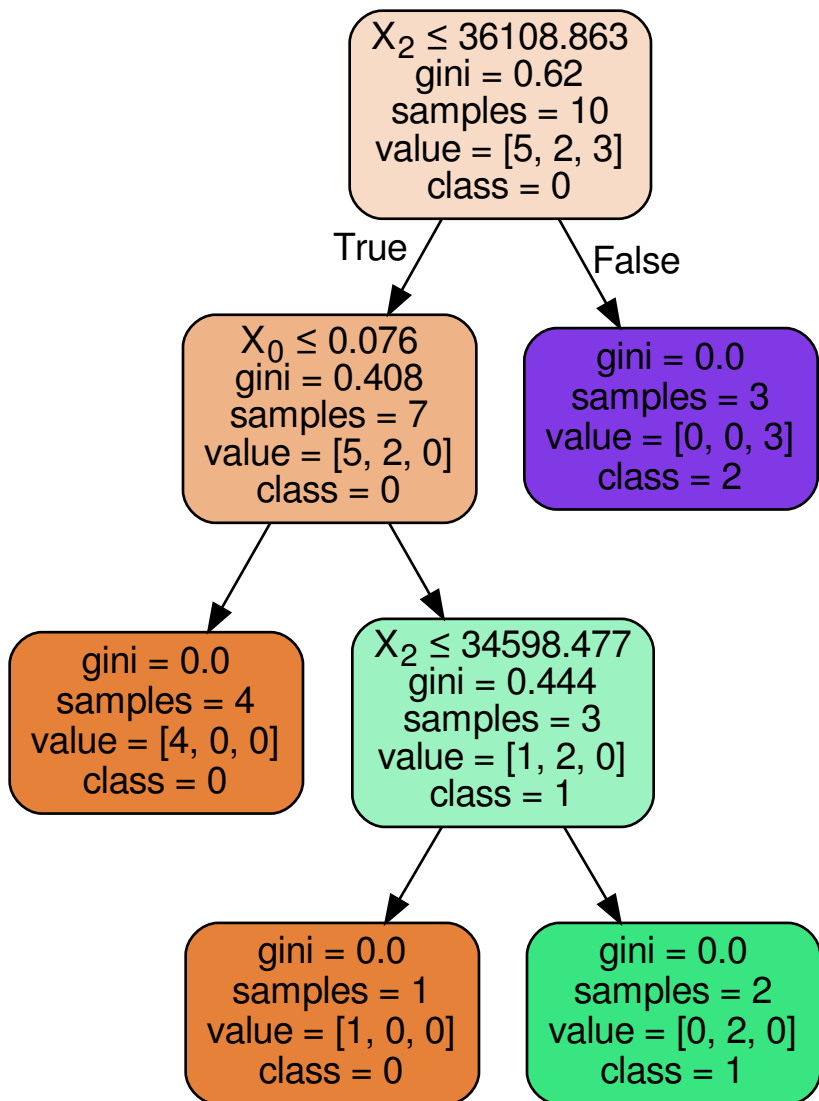 X₂ ≤ 36108.863
gini = 0.62
samples = 10
value = [5, 2, 3]
class = 0
True
False
X₀ ≤ 0.076
gini = 0.408
samples = 7
value = [5, 2, 0]
class = 0
gini = 0.0
samples = 3
value = [0, 0, 3]
class = 2
gini = 0.0
samples = 4
value = [4, 0, 0]
class = 0
X₂ ≤ 34598.477
gini = 0.444
samples = 3
value = [1, 2, 0]
class = 1
gini = 0.0
samples = 1
value = [1, 0, 0]
class = 0
gini = 0.0
samples = 2
value = [0, 2, 0]
class = 1